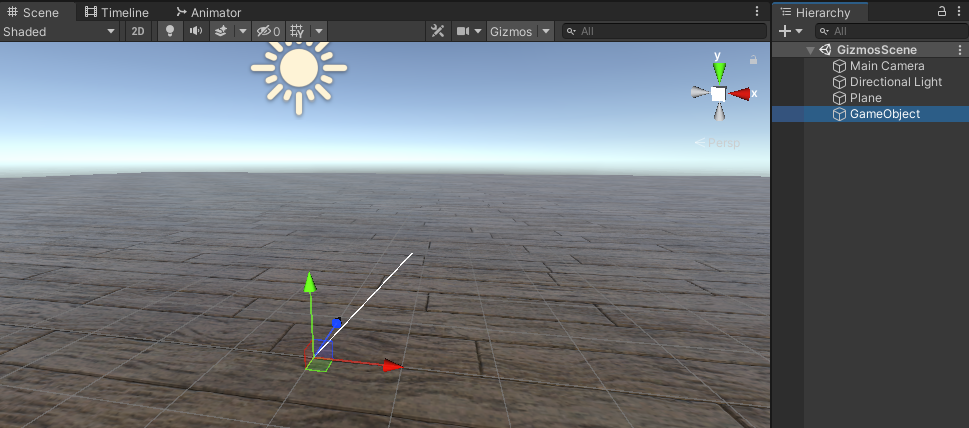 Scene Timeline Animator
Shaded 2D 0 Gizmos All
y
x
Persp
Hierarchy
All
GizmosScene
Main Camera
Directional Light
Plane
GameObject